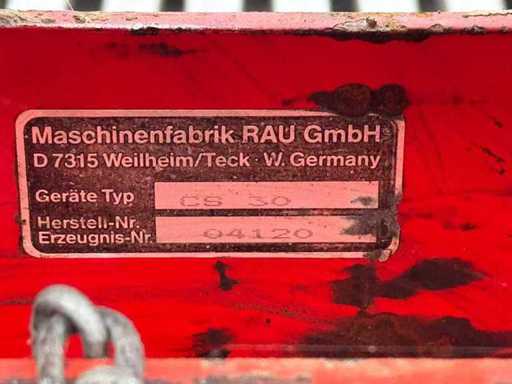 Maschinenfabrik RAU GmbH
D 7315 Weilheim/Teck · W. Germany
Geräte Typ CS 30
Herstell-Nr.
Erzeugnis-Nr. 04120